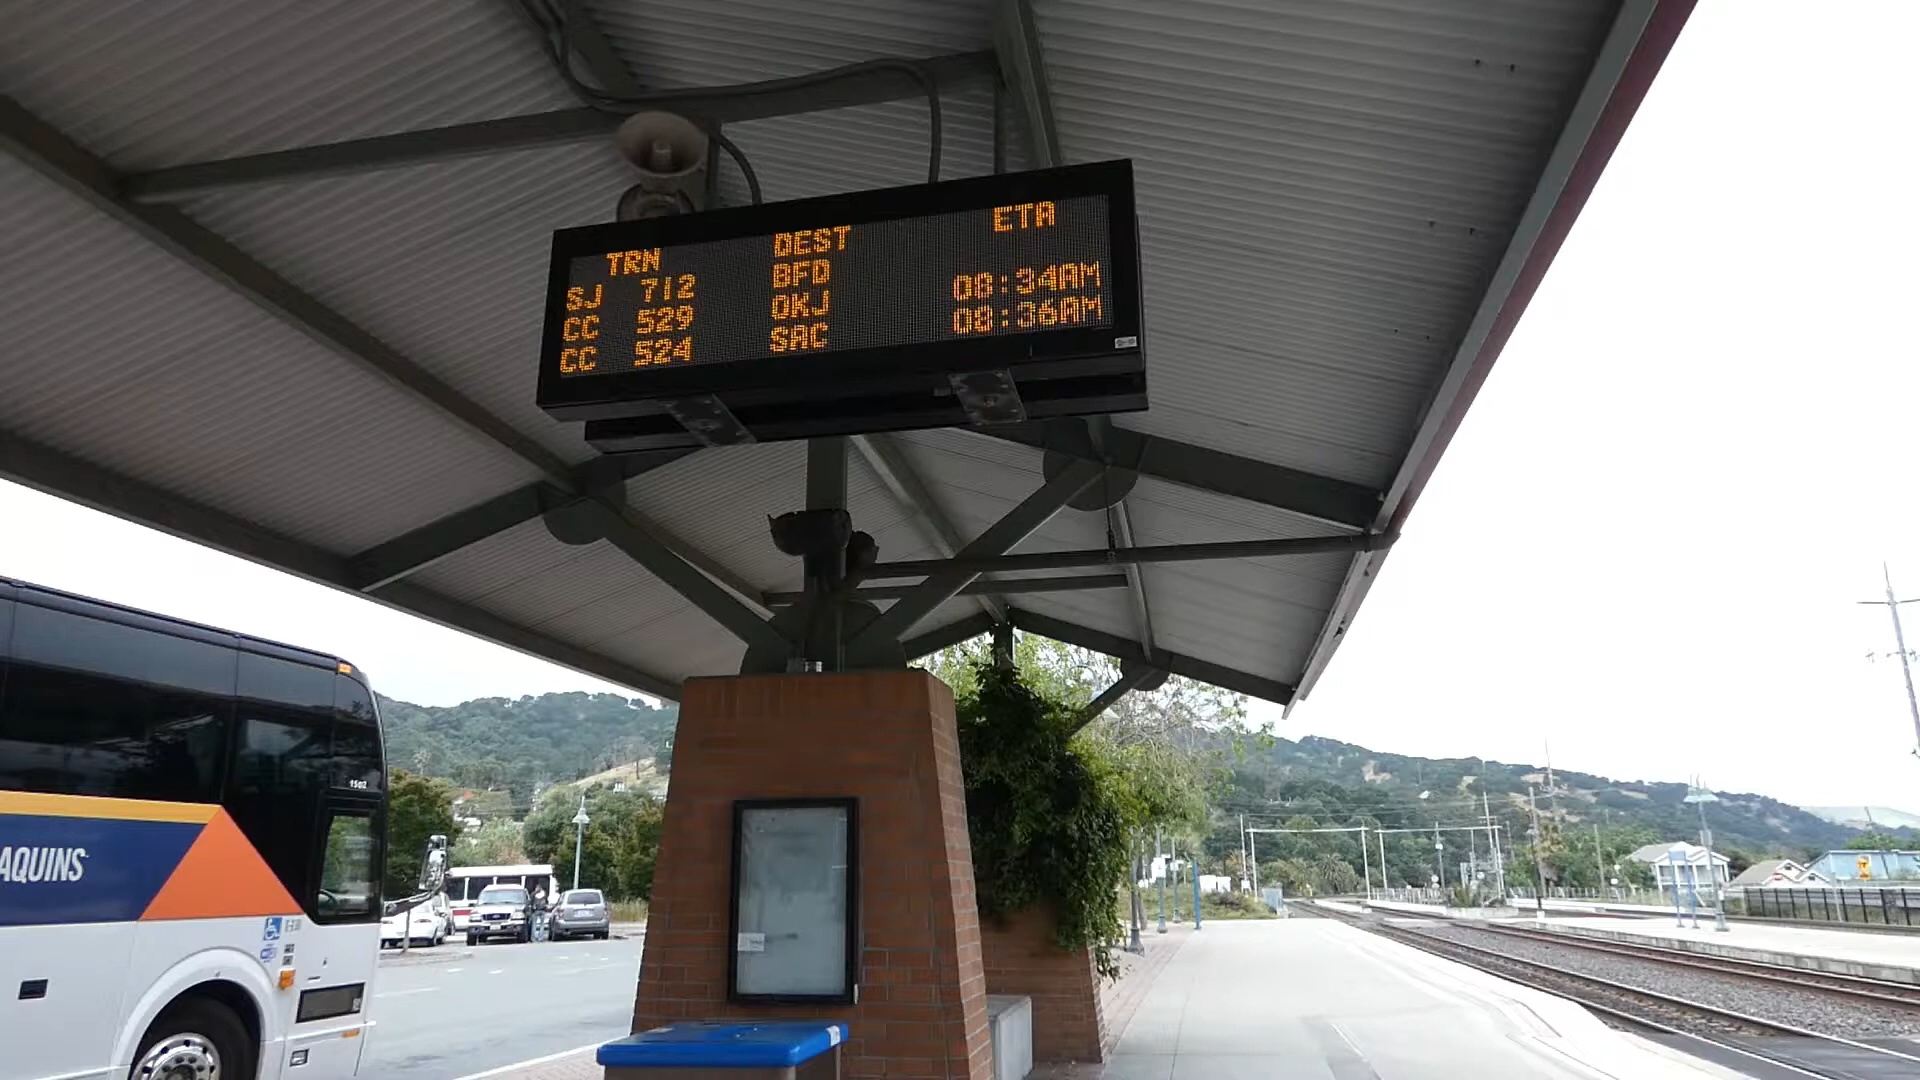 TRN DEST ETA
SJ 712 BFD
CC 529 OKJ 08:34AM
CC 524 SAC 08:36AM
1502
AQUINS